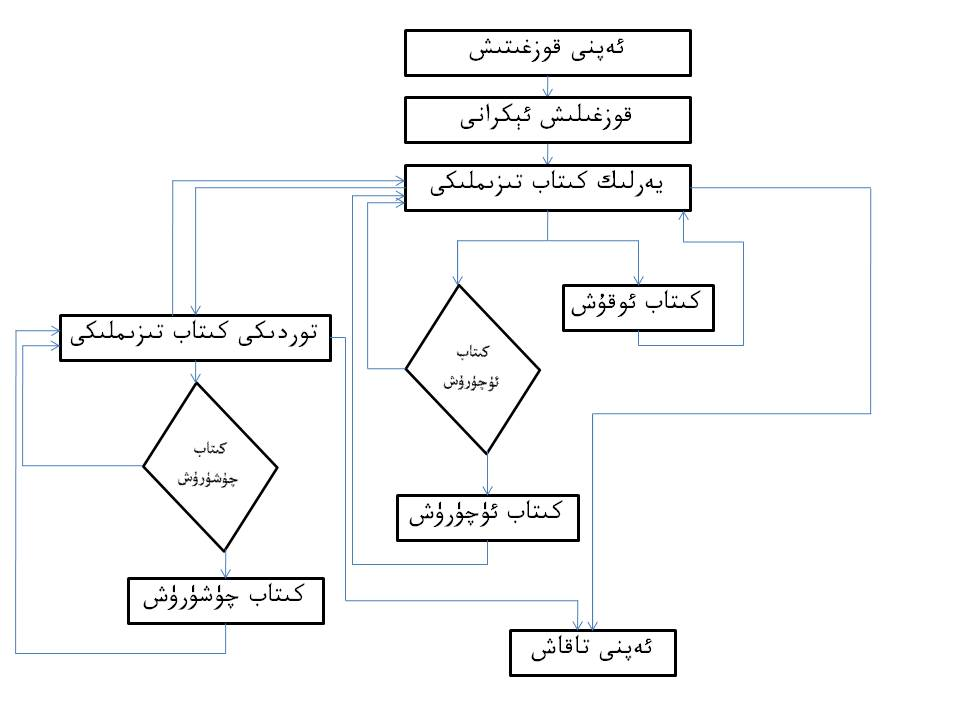 ئەپنى قوزغىتىش
قوزغىلىش ئېكرانى
يەرلىك كىتاب تىزىملىكى
كىتاب ئوقۇش
توردىكى كىتاب تىزىملىكى
كىتاب
ئۆچۈرۈش
كىتاب
چۈشۈرۈش
كىتاب ئۆچۈرۈش
كىتاب چۈشۈرۈش
ئەپنى تاقاش